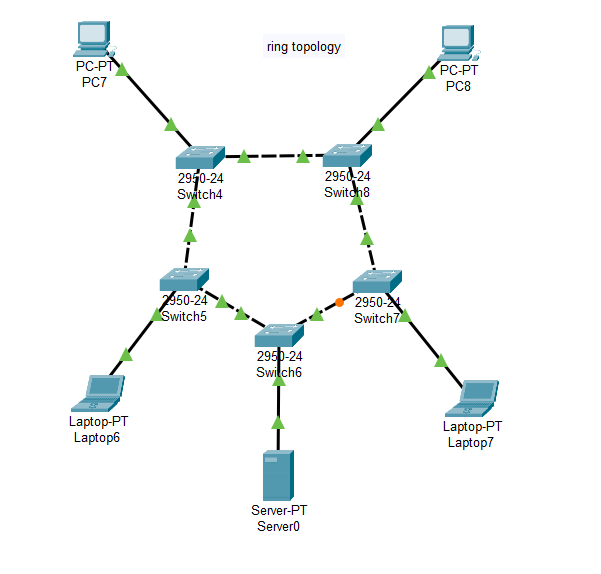 ring topology
PC-PT
PC7
PC-PT
PC8
2950-24
Switch4
2950-24
Switch8
2950-24
Switch5
2950-24
Switch7
2950-24
Switch6
Laptop-PT
Laptop6
Laptop-PT
Laptop7
Server-PT
Server0